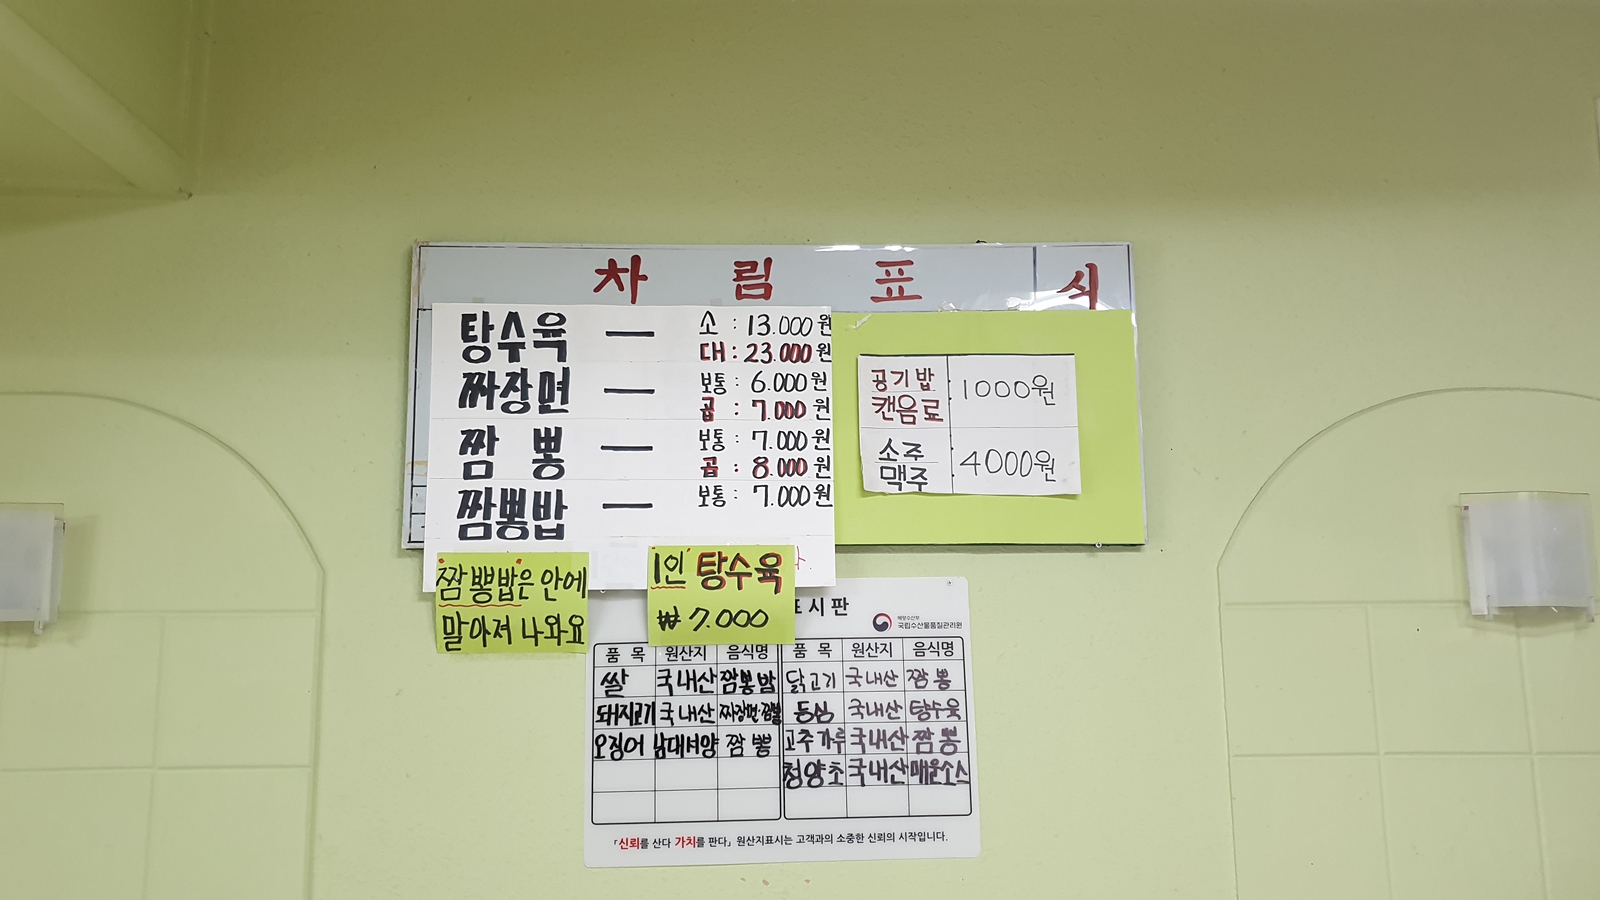 차 림 표 식
탕수육 — 소 : 13.000원
대 : 23.000원
짜장면 — 보통 : 6.000원
곱 : 7.000원
짬 뽕 — 보통 : 7.000원
곱 : 8.000원
짬뽕밥 — 보통 : 7.000원
공기밥
캔음료 1000원
소주
맥주 4000원
짬뽕밥은 안에
말아져 나와요
1인 탕수육
₩ 7.000
표시판
해양수산부
국립수산물품질관리원
품 목 원산지 음식명 품 목 원산지 음식명
쌀 국내산 짬뽕밥 닭고기 국내산 짬뽕
돼지고기 국내산 짜장면·짬뽕 등심 국내산 탕수육
오징어 남대서양 짬뽕 고추가루 국내산 짬뽕
청양초 국내산 매운소스
「신뢰를 산다 가치를 판다」 원산지표시는 고객과의 소중한 신뢰의 시작입니다.